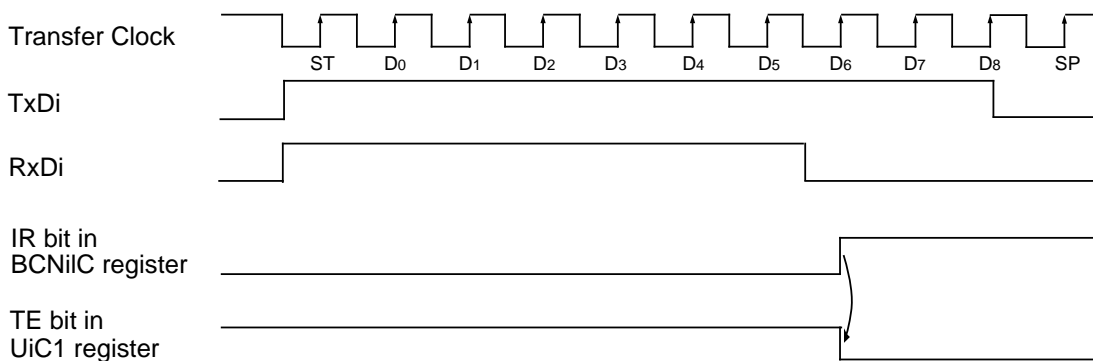 Transfer Clock
ST D0 D1 D2 D3 D4 D5 D6 D7 D8 SP
TxDi
RxDi
IR bit in
BCNilC register
TE bit in
UiC1 register